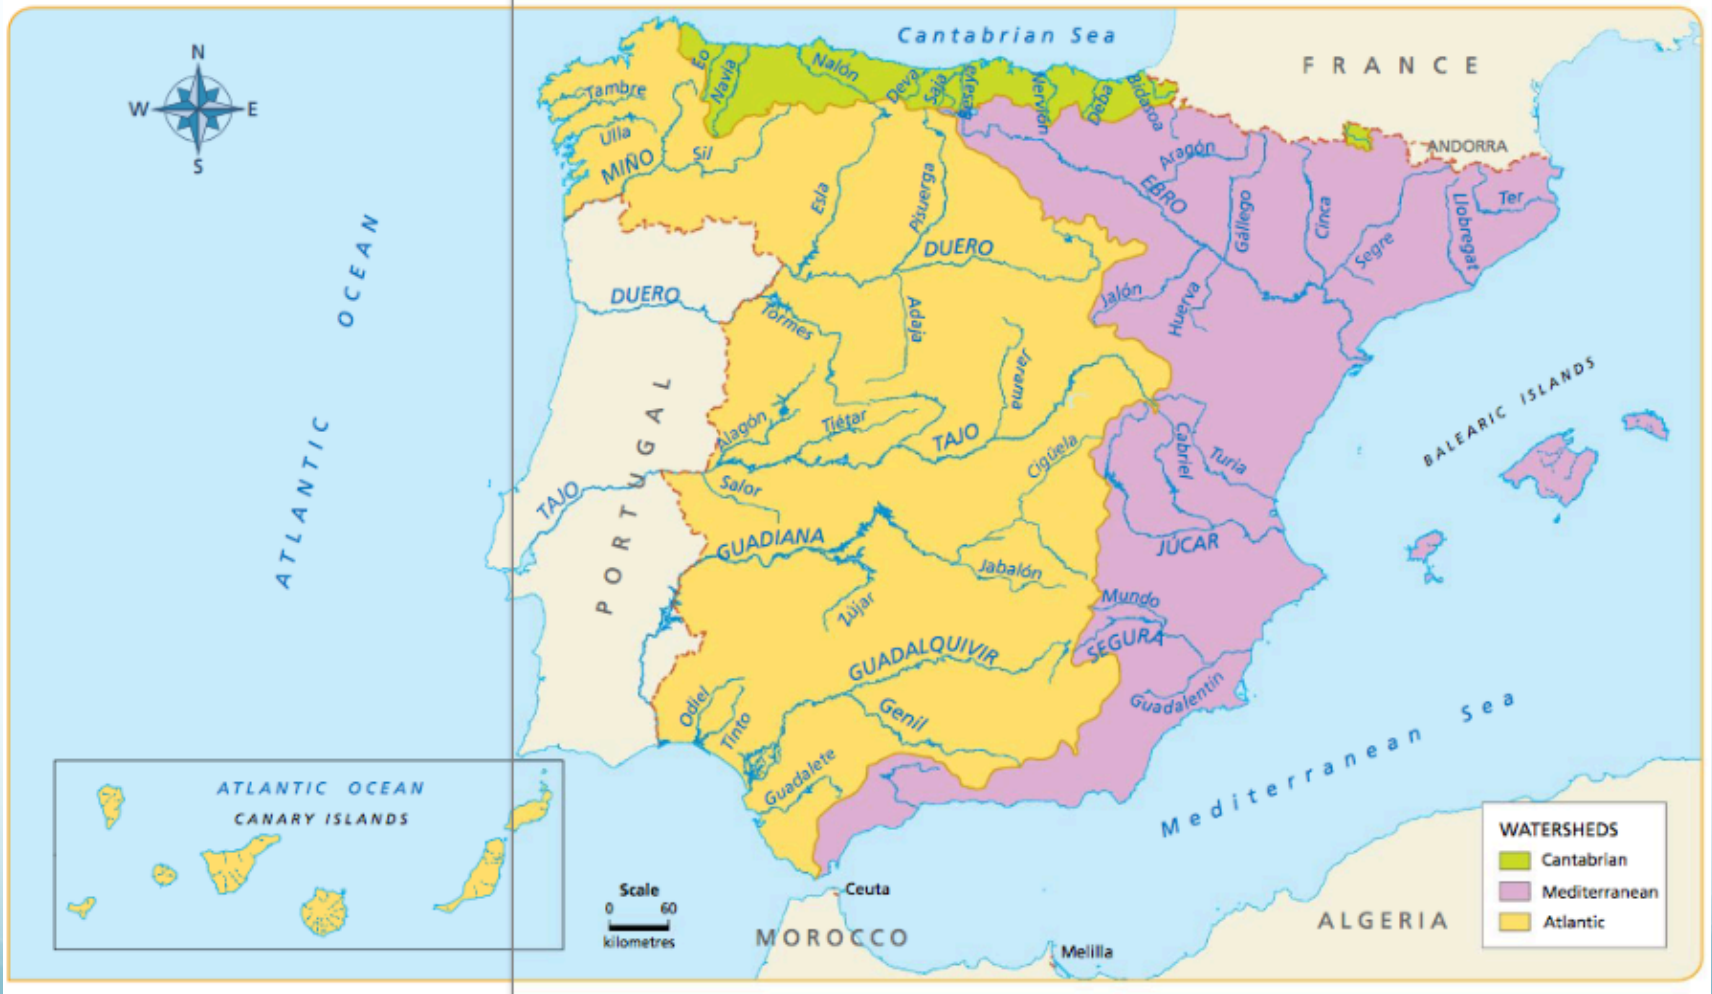 Cantabrian Sea
FRANCE
N
W
E
S
Eo
Navia
Nalón
Deva
Saja
Besaya
Nervión
Deba
Bidasoa
Tambre
Ulla
MIÑO
Sil
ANDORRA
Aragón
EBRO
Gállego
Cinca
Segre
Llobregat
Ter
Esla
Pisuerga
DUERO
DUERO
Jalón
Huerva
ATLANTIC OCEAN
Tormes
Adaja
Jarama
PORTUGAL
BALEARIC ISLANDS
Alagón
Tiétar
TAJO
Cigüela
Cabriel
Turia
TAJO
Salor
GUADIANA
JÚCAR
Jabalón
Zújar
Mundo
SEGURA
GUADALQUIVIR
Guadalentín
Odiel
Tinto
Genil
Guadalete
Mediterranean Sea
ATLANTIC OCEAN
CANARY ISLANDS
WATERSHEDS
Cantabrian
Mediterranean
Atlantic
Scale
0 60
kilometres
Ceuta
MOROCCO
Melilla
ALGERIA